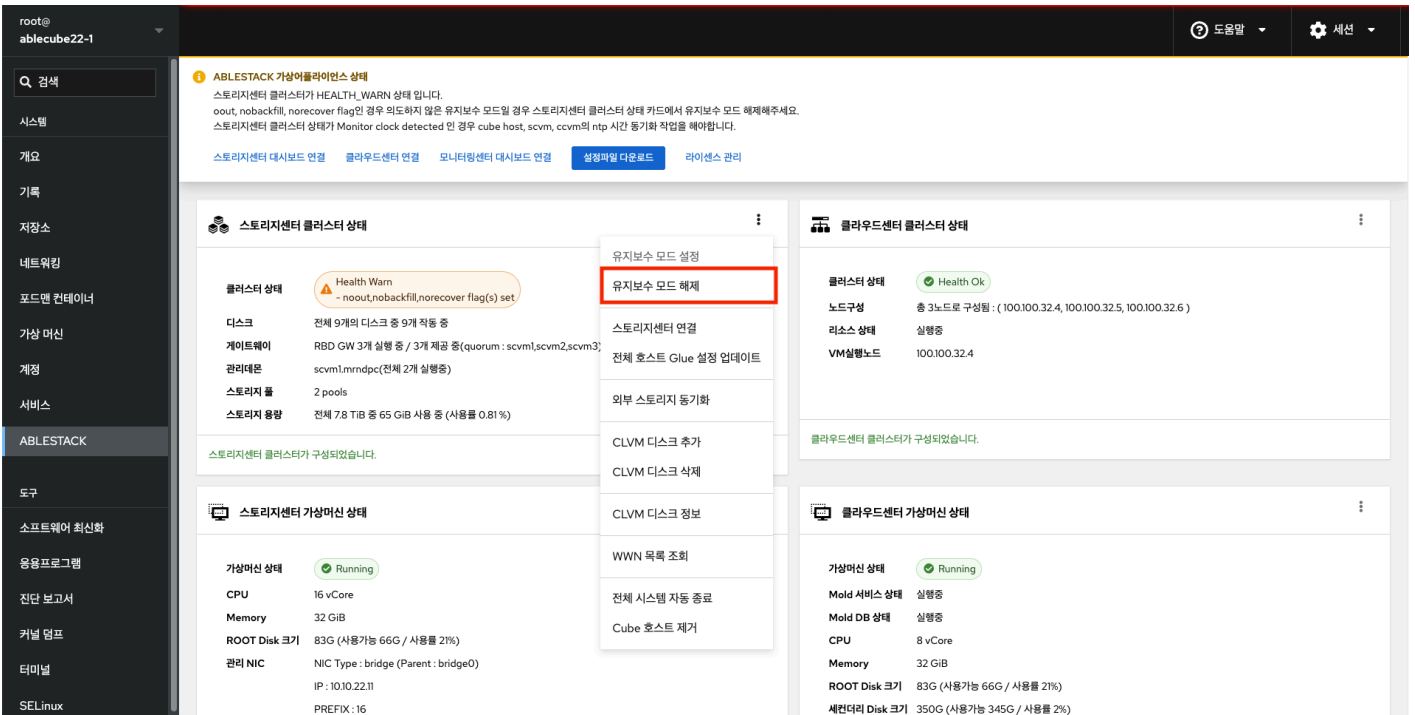 root@
ablecube22-1
도움말
세션
검색
시스템
개요
기록
저장소
네트워킹
포드맨 컨테이너
가상 머신
계정
서비스
ABLESTACK
도구
소프트웨어 최신화
응용프로그램
진단 보고서
커널 덤프
터미널
SELinux
ABLESTACK 가상어플라이언스 상태
스토리지센터 클러스터가 HEALTH_WARN 상태 입니다.
oout, nobackfill, norecover flag인 경우 의도하지 않은 유지보수 모드일 경우 스토리지센터 클러스터 상태 카드에서 유지보수 모드 해제해주세요.
스토리지센터 클러스터 상태가 Monitor clock detected 인 경우 cube host, scvm, ccvm의 ntp 시간 동기화 작업을 해야합니다.
스토리지센터 대시보드 연결 클라우드센터 연결 모니터링센터 대시보드 연결 설정파일 다운로드 라이센스 관리
스토리지센터 클러스터 상태
클러스터 상태 Health Warn
- noout,nobackfill,norecover flag(s) set
디스크 전체 9개의 디스크 중 9개 작동 중
게이트웨이 RBD GW 3개 실행 중 / 3개 제공 중(quorum : scvm1,scvm2,scvm3)
관리데몬 scvm1.mrndpc(전체 2개 실행중)
스토리지 풀 2 pools
스토리지 용량 전체 7.8 TiB 중 65 GiB 사용 중 (사용률 0.81 %)
스토리지센터 클러스터가 구성되었습니다.
유지보수 모드 설정
유지보수 모드 해제
스토리지센터 연결
전체 호스트 Glue 설정 업데이트
외부 스토리지 동기화
CLVM 디스크 추가
CLVM 디스크 삭제
CLVM 디스크 정보
WWN 목록 조회
전체 시스템 자동 종료
Cube 호스트 제거
클라우드센터 클러스터 상태
클러스터 상태 Health Ok
노드구성 총 3노드로 구성됨 : ( 100.100.32.4, 100.100.32.5, 100.100.32.6 )
리소스 상태 실행중
VM실행노드 100.100.32.4
클라우드센터 클러스터가 구성되었습니다.
스토리지센터 가상머신 상태
가상머신 상태 Running
CPU 16 vCore
Memory 32 GiB
ROOT Disk 크기 83G (사용가능 66G / 사용률 21%)
관리 NIC NIC Type : bridge (Parent : bridge0)
IP : 10.10.22.11
PREFIX : 16
클라우드센터 가상머신 상태
가상머신 상태 Running
Mold 서비스 상태 실행중
Mold DB 상태 실행중
CPU 8 vCore
Memory 32 GiB
ROOT Disk 크기 83G (사용가능 66G / 사용률 21%)
세컨더리 Disk 크기 350G (사용가능 345G / 사용률 2%)